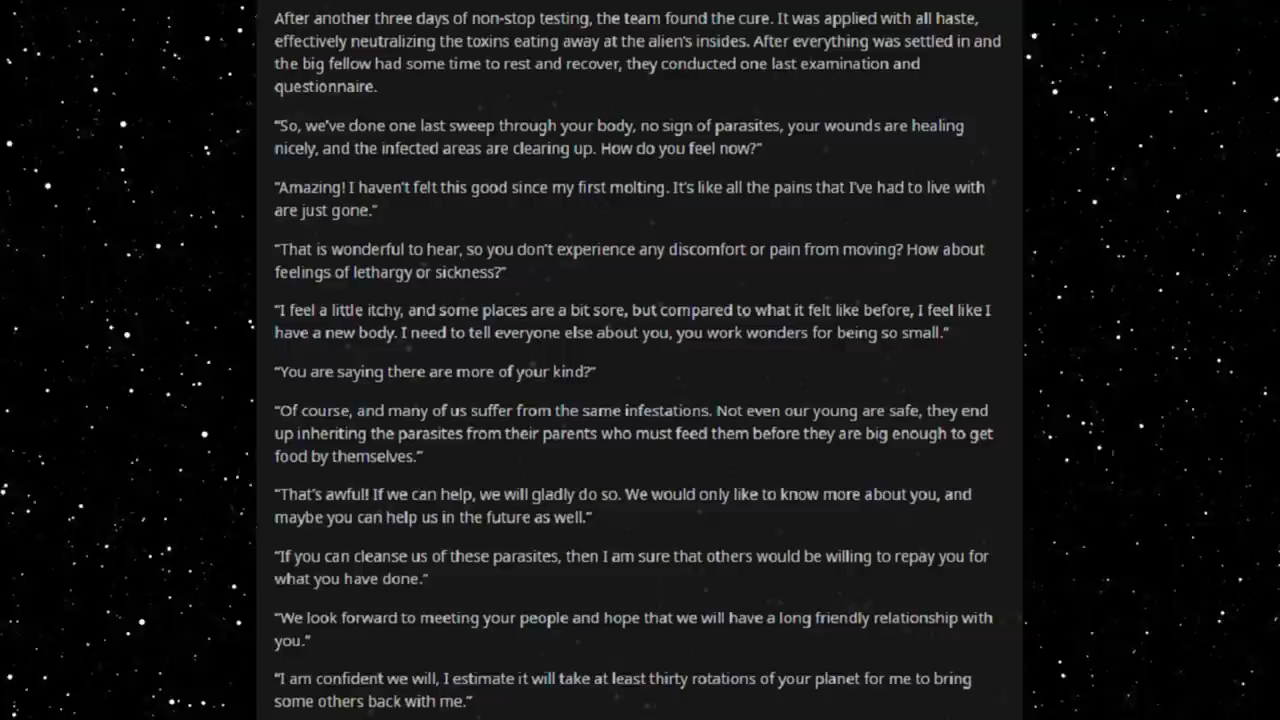 After another three days of non-stop testing, the team found the cure. It was applied with all haste,
effectively neutralizing the toxins eating away at the alien's insides. After everything was settled in and
the big fellow had some time to rest and recover, they conducted one last examination and
questionnaire.
“So, we've done one last sweep through your body, no sign of parasites, your wounds are healing
nicely, and the infected areas are clearing up. How do you feel now?”
“Amazing! I haven't felt this good since my first molting. It's like all the pains that I've had to live with
are just gone.”
“That is wonderful to hear, so you don't experience any discomfort or pain from moving? How about
feelings of lethargy or sickness?”
“I feel a little itchy, and some places are a bit sore, but compared to what it felt like before, I feel like I
have a new body. I need to tell everyone else about you, you work wonders for being so small.”
“You are saying there are more of your kind?”
“Of course, and many of us suffer from the same infestations. Not even our young are safe, they end
up inheriting the parasites from their parents who must feed them before they are big enough to get
food by themselves.”
“That's awful! If we can help, we will gladly do so. We would only like to know more about you, and
maybe you can help us in the future as well.”
“If you can cleanse us of these parasites, then I am sure that others would be willing to repay you for
what you have done.”
“We look forward to meeting your people and hope that we will have a long friendly relationship with
you.”
“I am confident we will, I estimate it will take at least thirty rotations of your planet for me to bring
some others back with me.”